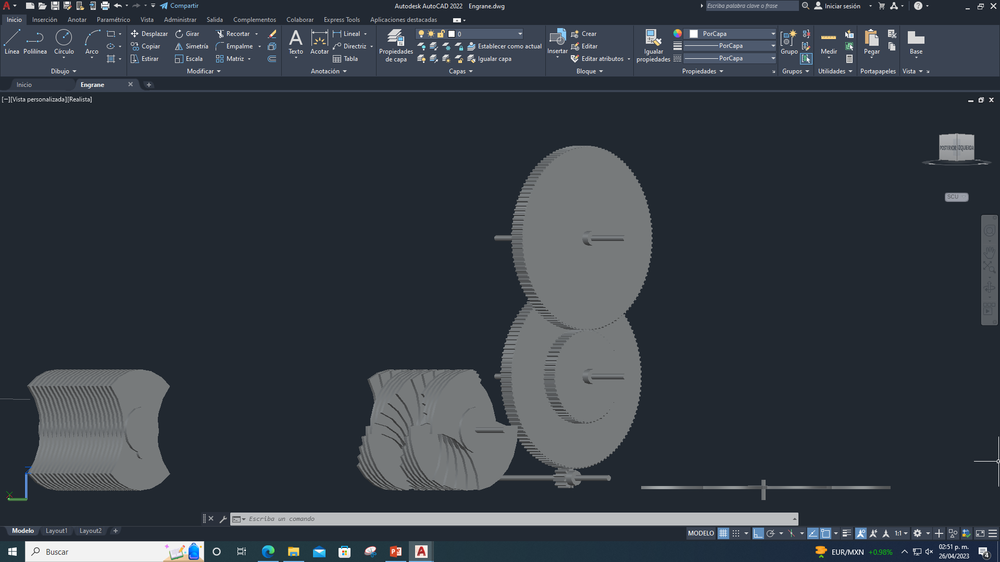 Compartir
Autodesk AutoCAD 2022 Engrane.dwg
Escriba palabra clave o frase
Iniciar sesión
Inicio Inserción Anotar Paramétrico Vista Administrar Salida Complementos Colaborar Express Tools Aplicaciones destacadas
Línea Polilínea Círculo Arco
Desplazar Girar Recortar
Copiar Simetría Empalme
Estirar Escala Matriz
Texto Acotar
Lineal
Directriz
Tabla
Propiedades de capa
0
Establecer como actual
Igualar capa
Insertar
Crear
Editar
Editar atributos
Igualar propiedades
PorCapa
PorCapa
PorCapa
Grupo
Medir
Pegar
Base
Dibujo Modificar Anotación Capas Bloque Propiedades Grupos Utilidades Portapapeles Vista
Inicio Engrane
[−][Vista personalizada][Realista]
POSTERIOR IZQUIERDA
SCU
Escriba un comando
Modelo Layout1 Layout2
MODELO
1:1
Buscar
EUR/MXN +0.98%
02:51 p. m.
26/04/2023
4